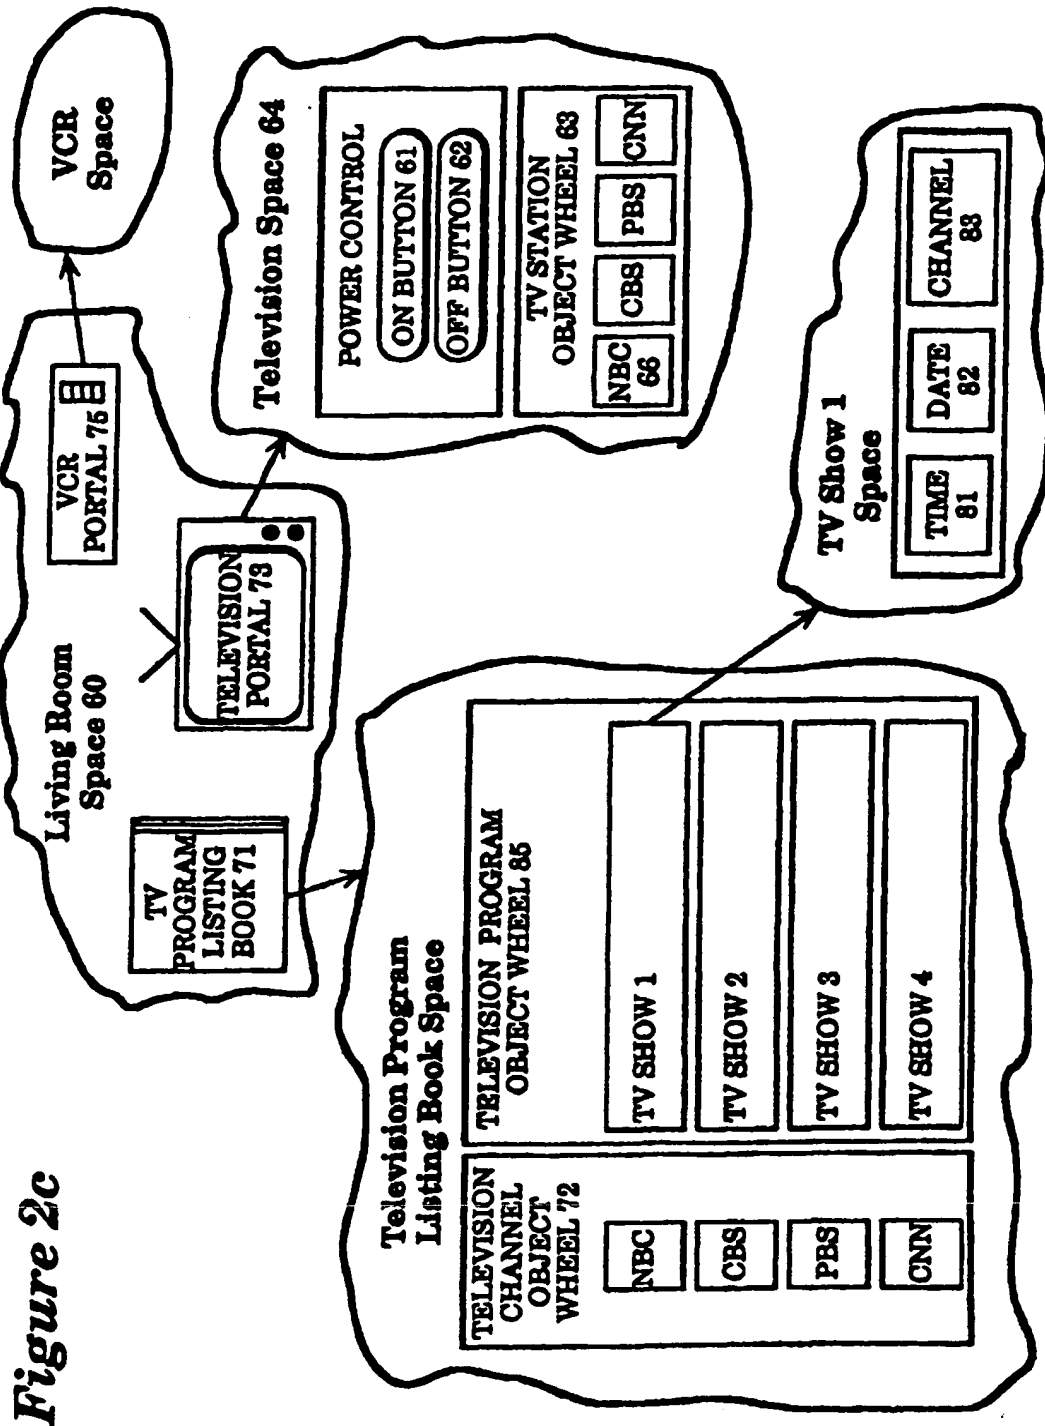 Figure 2c
Living Room
Space 60
TV
PROGRAM
LISTING
BOOK 71
TELEVISION
PORTAL 73
VCR
PORTAL 75
VCR
Space
Television Space 64
POWER CONTROL
ON BUTTON 61
OFF BUTTON 62
TV STATION
OBJECT WHEEL 63
NBC
66
CBS
PBS
CNN
Television Program
Listing Book Space
TELEVISION
CHANNEL
OBJECT
WHEEL 72
NBC
CBS
PBS
CNN
TELEVISION PROGRAM
OBJECT WHEEL 85
TV SHOW 1
TV SHOW 2
TV SHOW 3
TV SHOW 4
TV Show 1
Space
TIME
81
DATE
82
CHANNEL
83